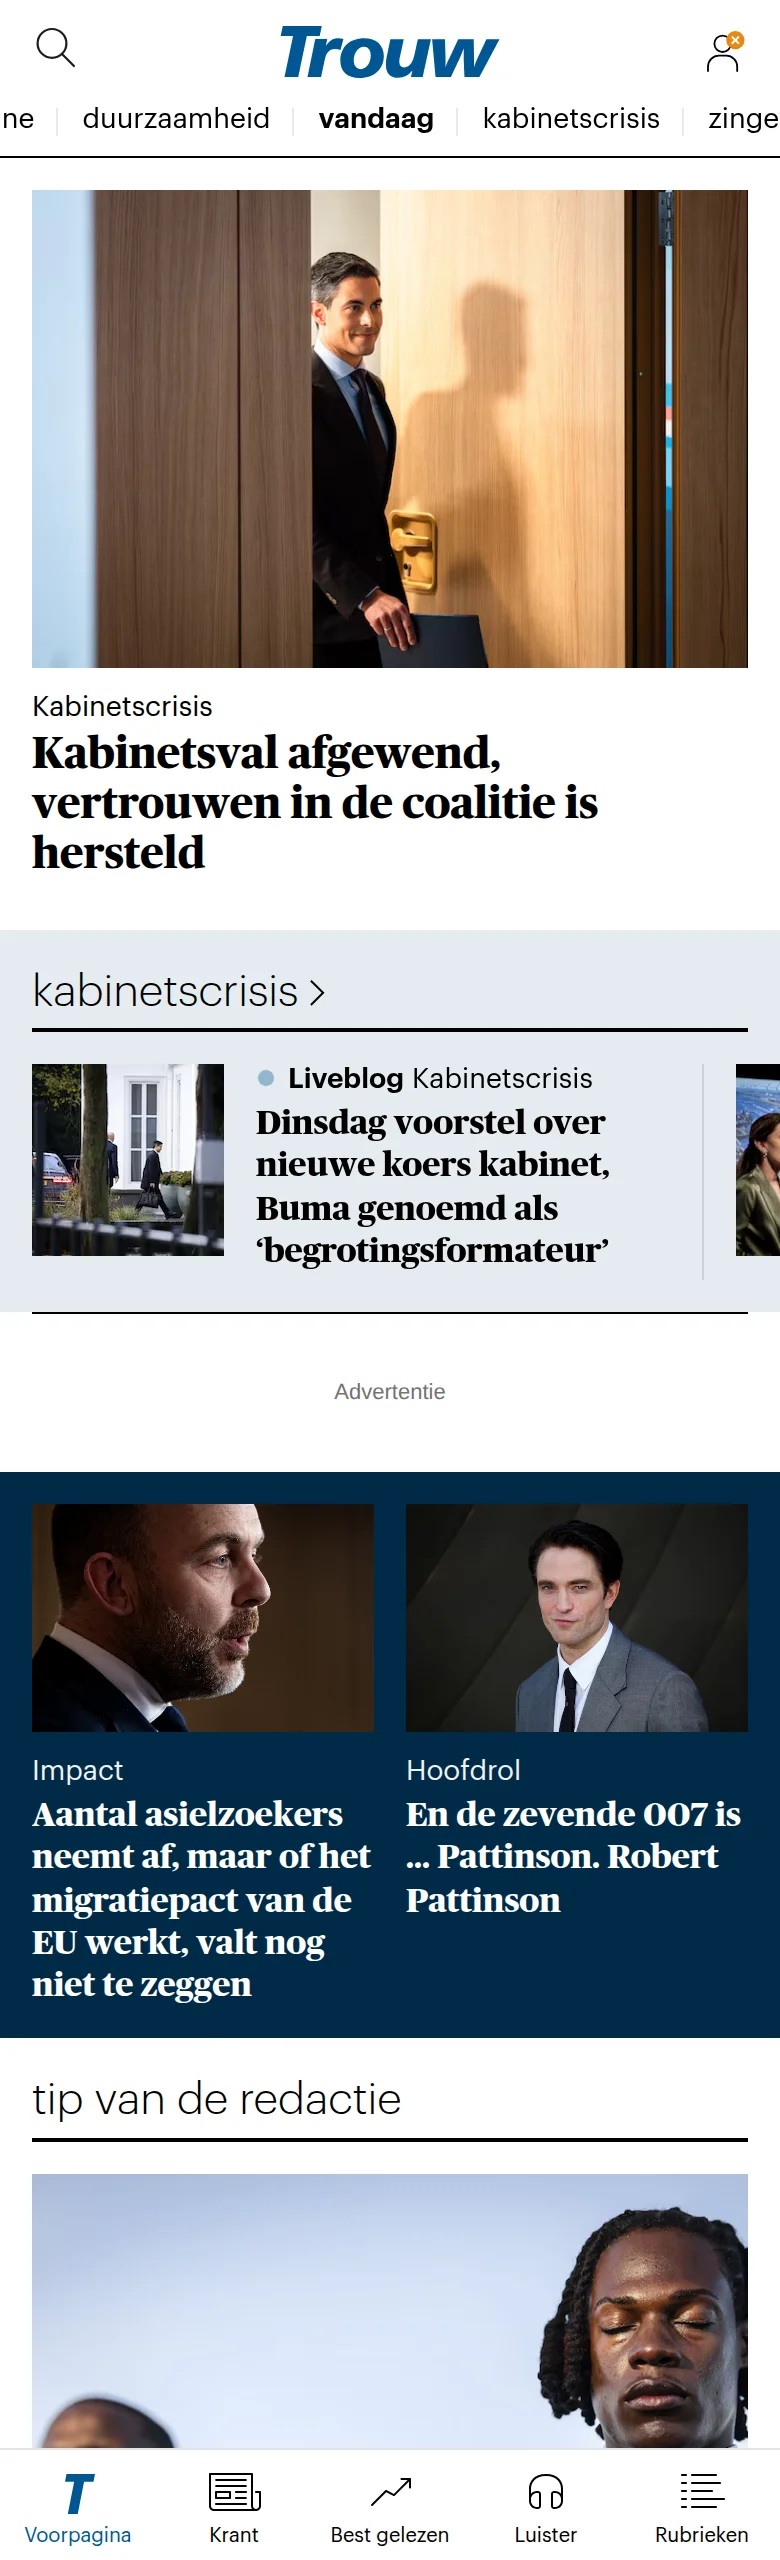 Trouw
ne duurzaamheid vandaag kabinetscrisis zinge
Kabinetscrisis
Kabinetsval afgewend,
vertrouwen in de coalitie is
hersteld
kabinetscrisis
Liveblog Kabinetscrisis
Dinsdag voorstel over
nieuwe koers kabinet,
Buma genoemd als
‘begrotingsformateur’
Advertentie
Impact
Aantal asielzoekers
neemt af, maar of het
migratiepact van de
EU werkt, valt nog
niet te zeggen
Hoofdrol
En de zevende 007 is
... Pattinson. Robert
Pattinson
tip van de redactie
T
Voorpagina Krant Best gelezen Luister Rubrieken